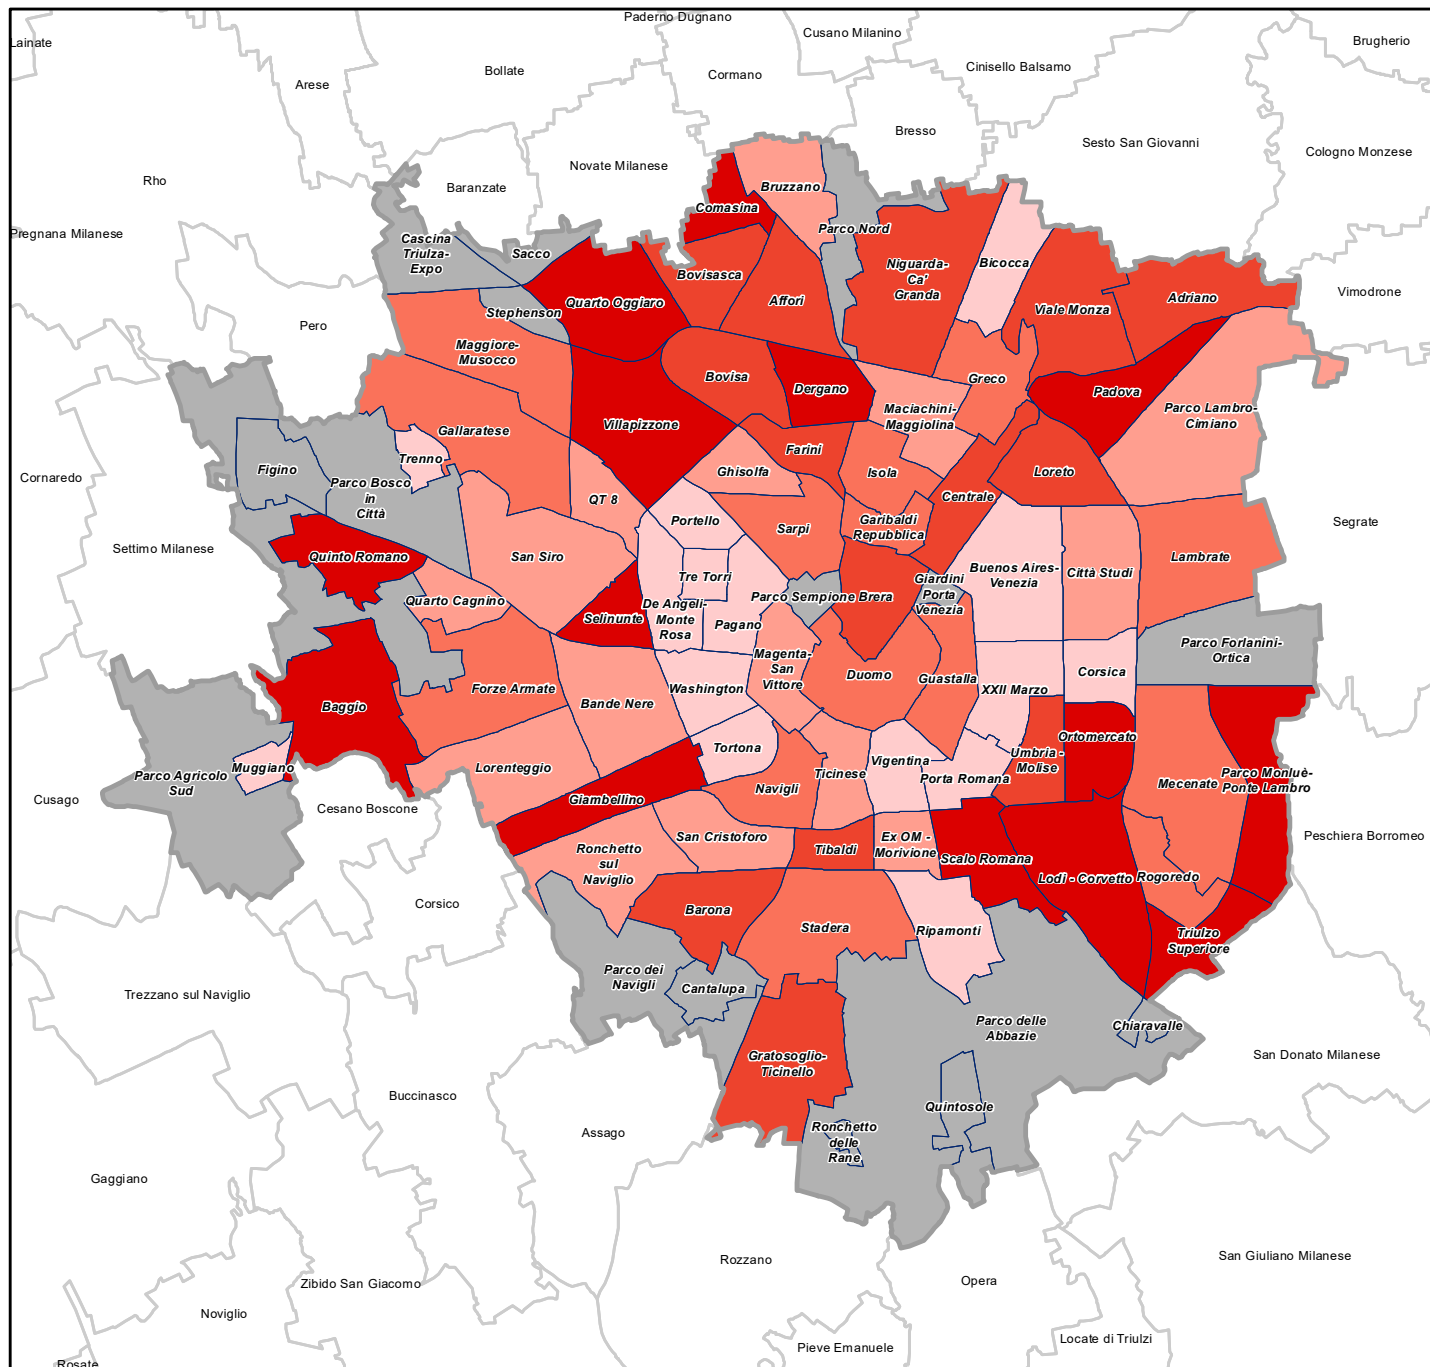 Paderno Dugnano
Cusano Milanino
Lainate
Brugherio
Bollate
Cinisello Balsamo
Cormano
Arese
Bresso
Sesto San Giovanni
Cologno Monzese
Novate Milanese
Rho
Baranzate
Bruzzano
Comasina
Parco Nord
Pregnana Milanese
Cascina
Triulza-
Expo
Sacco
Bicocca
Niguarda-
Ca'
Granda
Bovisasca
Vimodrone
Quarto Oggiaro
Affori
Adriano
Viale Monza
Stephenson
Pero
Maggiore-
Musocco
Bovisa
Dergano
Greco
Padova
Maciachini-
Maggiolina
Parco Lambro-
Cimiano
Villapizzone
Gallaratese
Farini
Trenno
Figino
Ghisolfa
Isola
Loreto
Cornaredo
Parco Bosco
in
Città
QT 8
Centrale
Portello
Sarpi
Garibaldi
Repubblica
Segrate
Settimo Milanese
Quinto Romano
San Siro
Lambrate
Buenos Aires-
Venezia
Città Studi
Tre Torri
Giardini
Porta
Venezia
Parco Sempione
Brera
Quarto Cagnino
De Angeli-
Monte
Rosa
Selinunte
Pagano
Parco Forlanini-
Ortica
Magenta-
San
Vittore
Duomo
Guastalla
Corsica
Forze Armate
Washington
XXII Marzo
Bande Nere
Baggio
Ortomercato
Tortona
Umbria -
Molise
Vigentina
Lorenteggio
Muggiano
Parco Agricolo
Sud
Ticinese
Porta Romana
Parco Monluè-
Ponte Lambro
Mecenate
Navigli
Cusago
Giambellino
Cesano Boscone
San Cristoforo
Tibaldi
Ex OM -
Morivione
Peschiera Borromeo
Ronchetto
sul
Naviglio
Scalo Romana
Lodi - Corvetto
Rogoredo
Corsico
Barona
Stadera
Ripamonti
Triulzo
Superiore
Parco dei
Navigli
Cantalupa
Trezzano sul Naviglio
Parco delle
Abbazie
Chiaravalle
San Donato Milanese
Gratosoglio-
Ticinello
Buccinasco
Quintosole
Assago
Ronchetto
delle
Rane
Gaggiano
Rozzano
San Giuliano Milanese
Opera
Zibido San Giacomo
Noviglio
Locate di Triulzi
Pieve Emanuele
Rosate